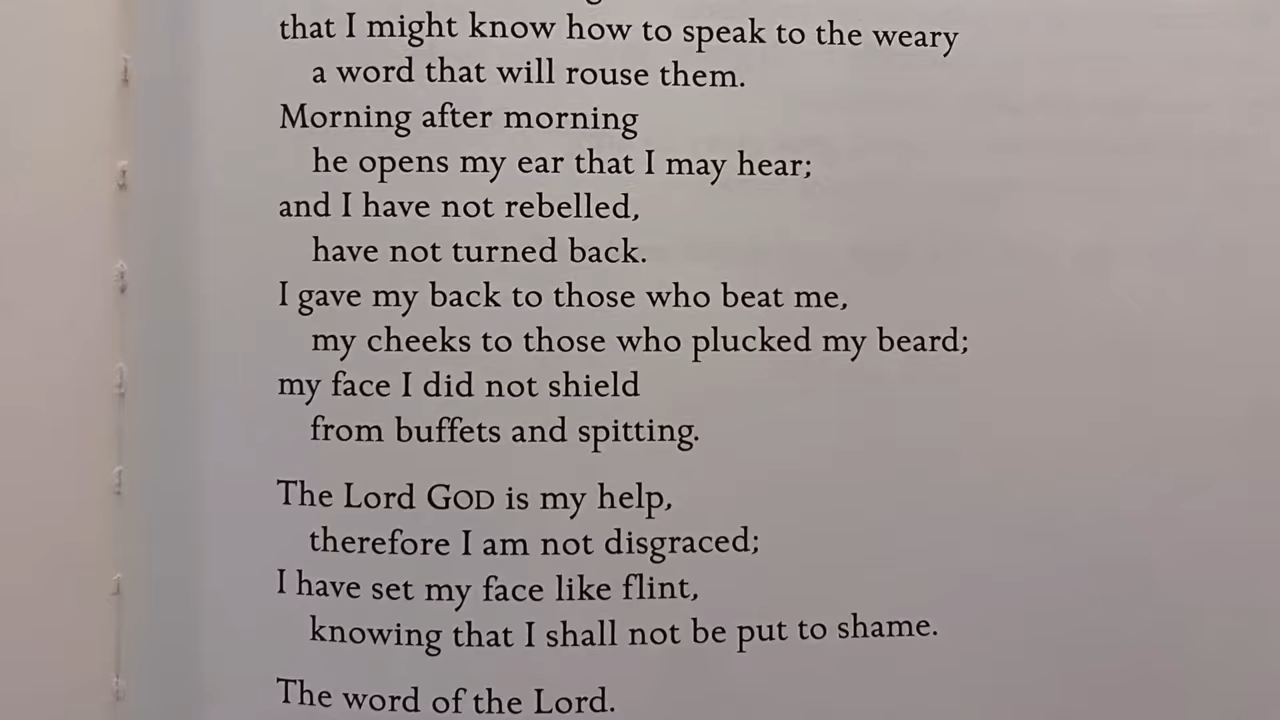 that I might know how to speak to the weary
a word that will rouse them.
Morning after morning
he opens my ear that I may hear;
and I have not rebelled,
have not turned back.
I gave my back to those who beat me,
my cheeks to those who plucked my beard;
my face I did not shield
from buffets and spitting.
The Lord GOD is my help,
therefore I am not disgraced;
I have set my face like flint,
knowing that I shall not be put to shame.
The word of the Lord.